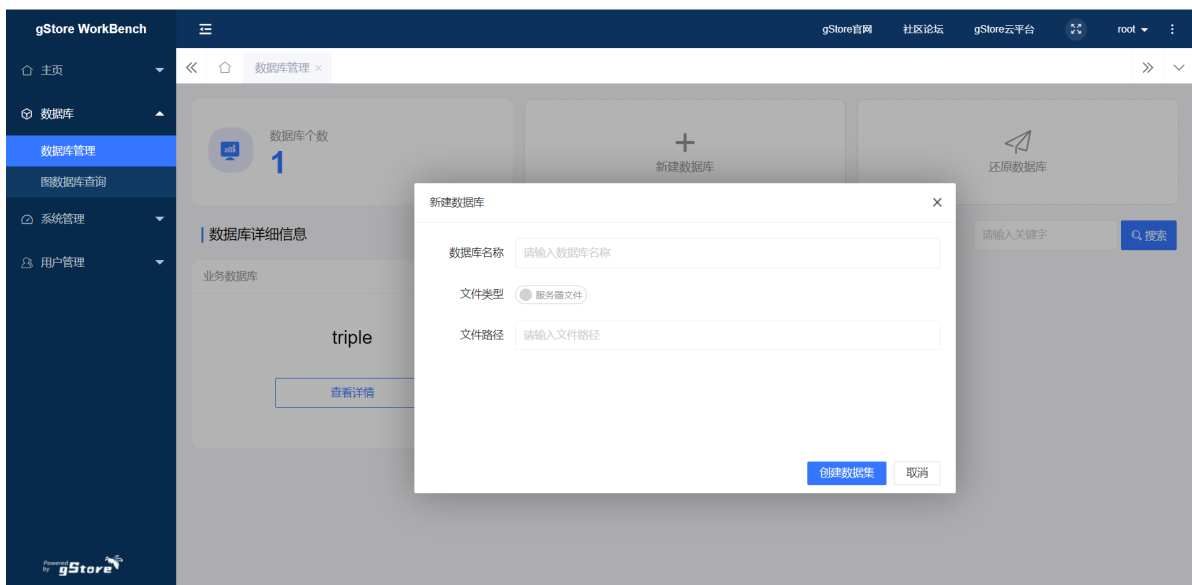 gStore WorkBench
gStore官网 社区论坛 gStore云平台 root
主页
数据库管理 ×
数据库
数据库管理
图数据库查询
系统管理
用户管理
数据库个数
1
新建数据库
还原数据库
数据库详细信息
请输入关键字 搜索
业务数据库
triple
查看详情
新建数据库
数据库名称 请输入数据库名称
文件类型 服务器文件
文件路径 请输入文件路径
创建数据集 取消
Powered by gStore